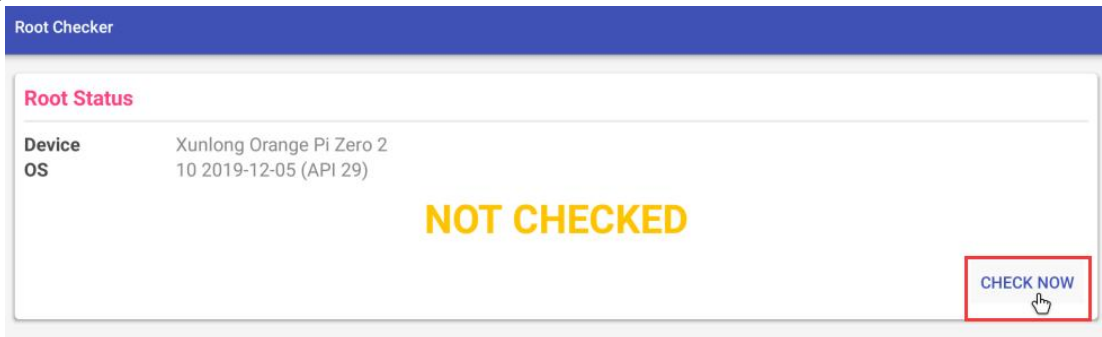 Root Checker
Root Status
Device Xunlong Orange Pi Zero 2
OS 10 2019-12-05 (API 29)
NOT CHECKED
CHECK NOW